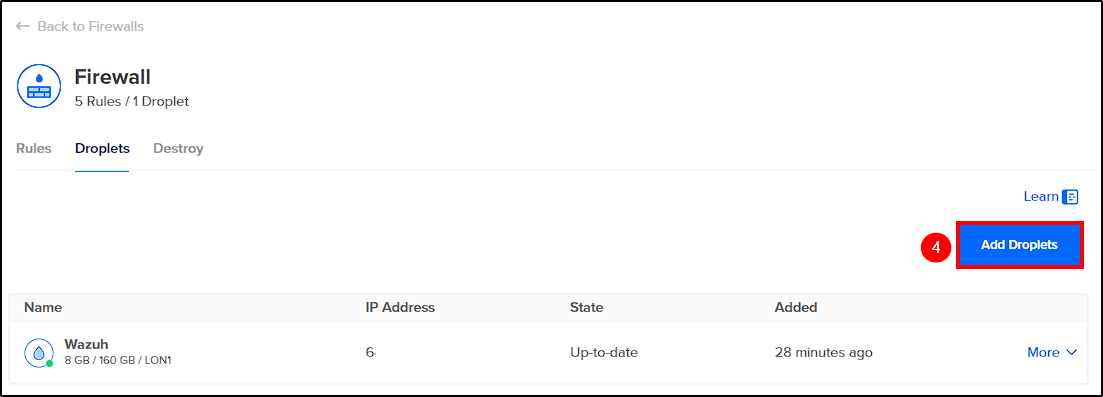 ← Back to Firewalls
Firewall
5 Rules / 1 Droplet
Rules Droplets Destroy
Learn
4 Add Droplets
Name IP Address State Added
Wazuh
8 GB / 160 GB / LON1
6 Up-to-date 28 minutes ago More